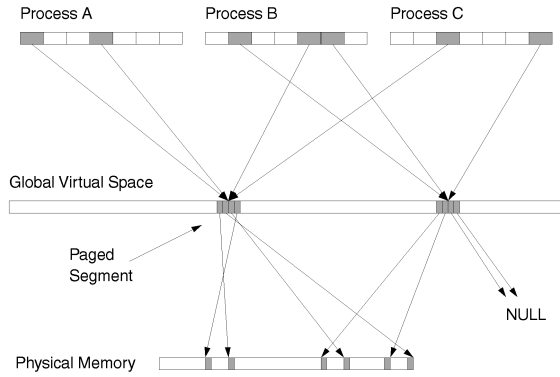 Process A
Process B
Process C
Global Virtual Space
Paged
Segment
NULL
Physical Memory